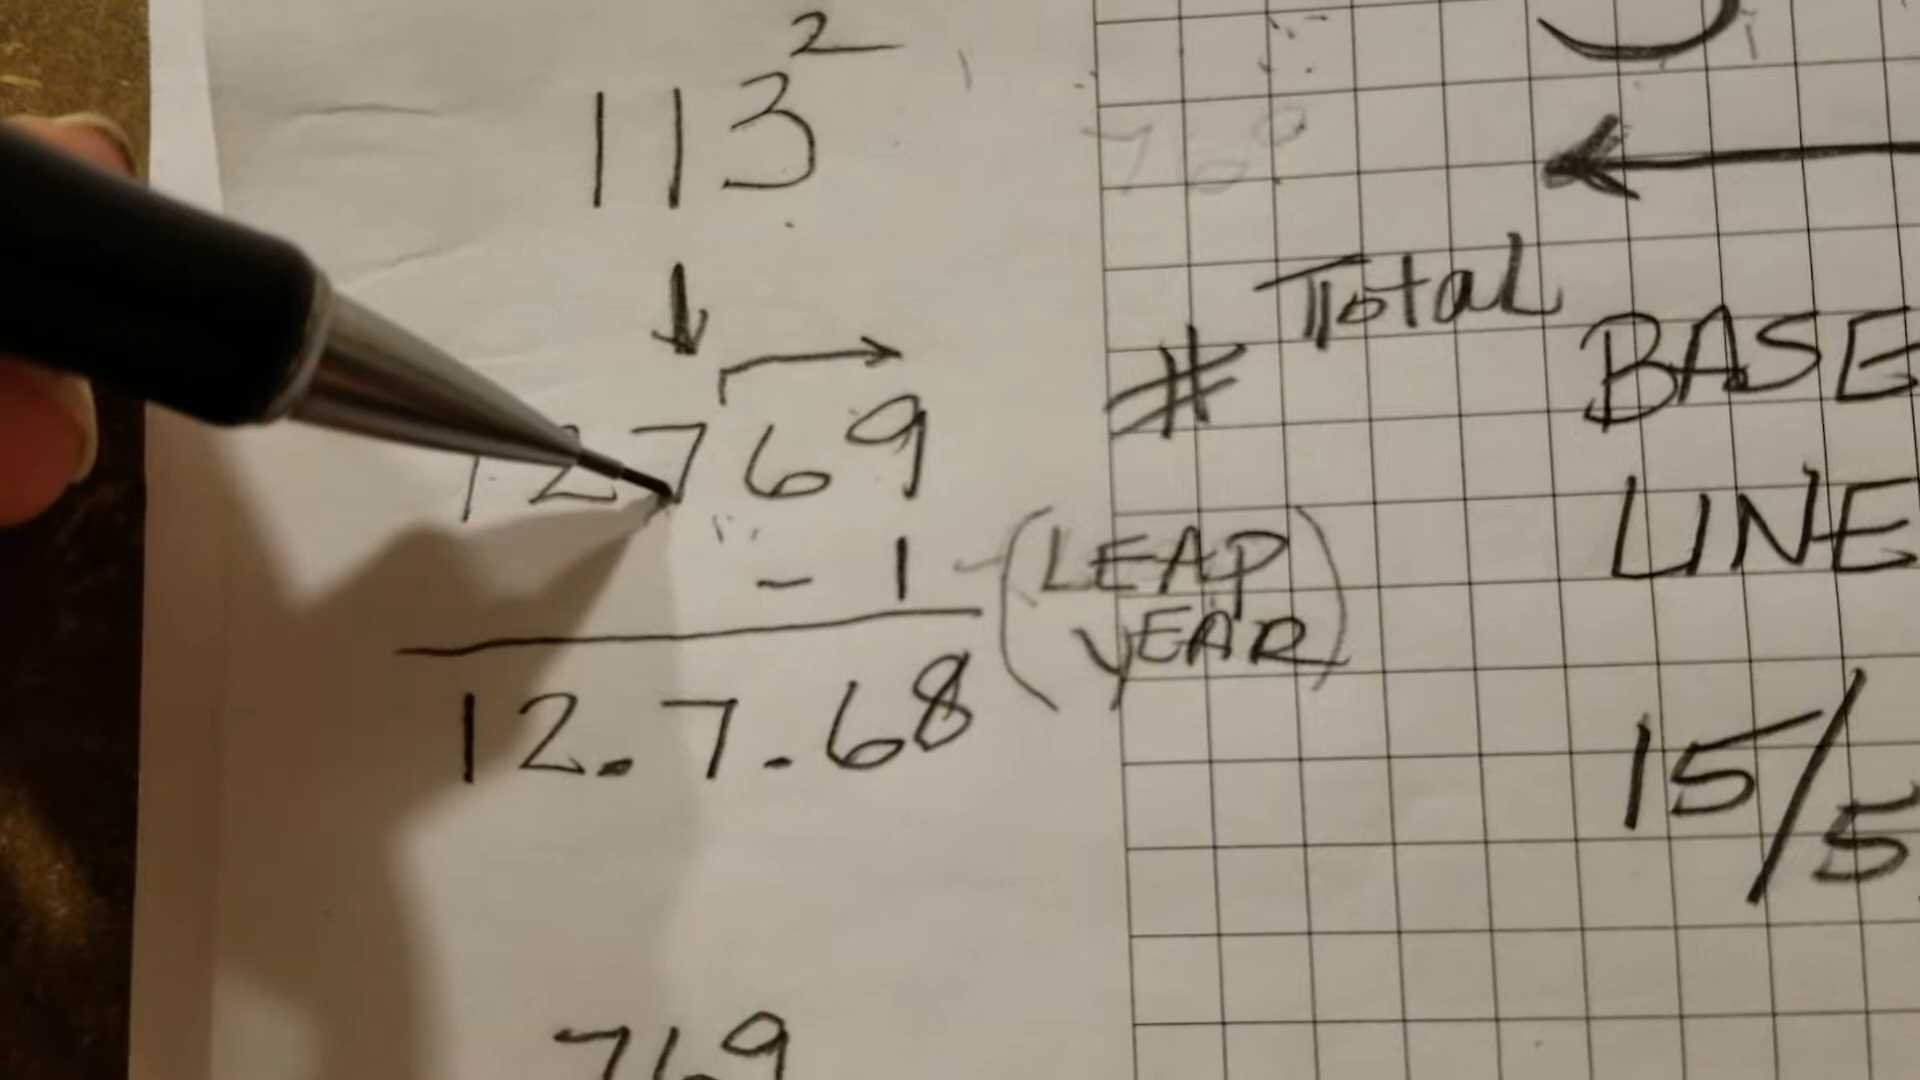 113²
12769
- 1 (LEAP YEAR)
12.7.68
769
# Total
BASE
LINE
15/5